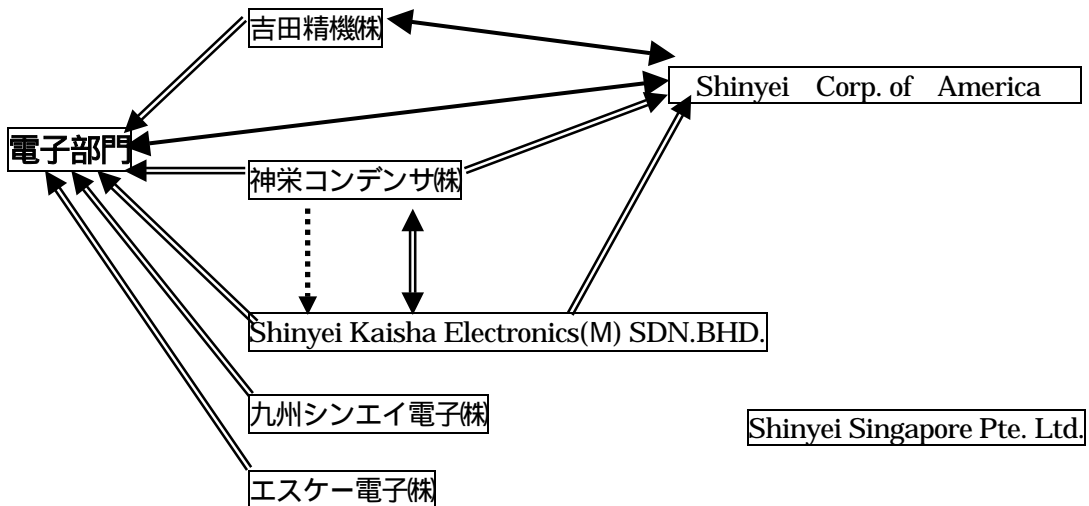 吉田精機㈱
Shinyei Corp. of America
電子部門
神栄コンデンサ㈱
Shinyei Kaisha Electronics(M) SDN.BHD.
九州シンエイ電子㈱
Shinyei Singapore Pte. Ltd.
エスケー電子㈱